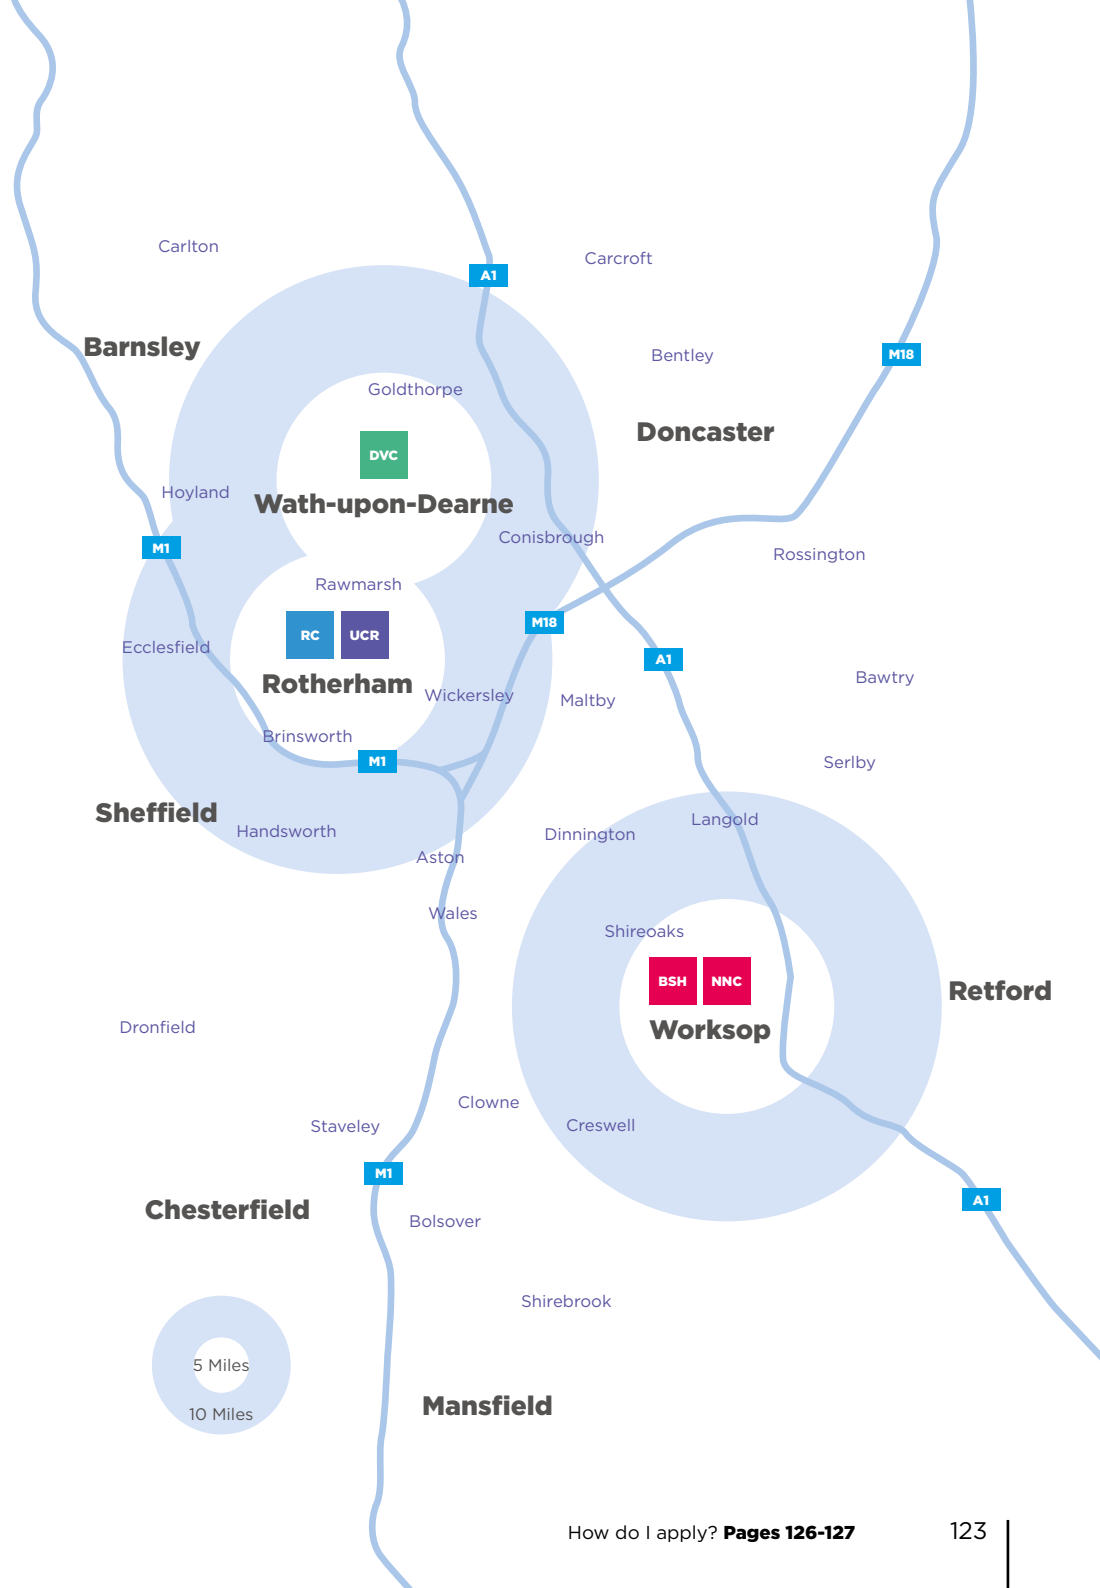 Carlton
Carcroft
A1
Barnsley
Bentley
M18
Goldthorpe
Doncaster
DVC
Hoyland
Wath-upon-Dearne
Conisbrough
M1
Rossington
Rawmarsh
M18
RC
UCR
Ecclesfield
A1
Rotherham
Bawtry
Wickersley
Maltby
Brinsworth
M1
Serlby
Sheffield
Langold
Handsworth
Dinnington
Aston
Wales
Shireoaks
BSH
NNC
Retford
Worksop
Dronfield
Clowne
Staveley
Creswell
M1
A1
Chesterfield
Bolsover
Shirebrook
5 Miles
10 Miles
Mansfield
How do I apply? Pages 126-127
123